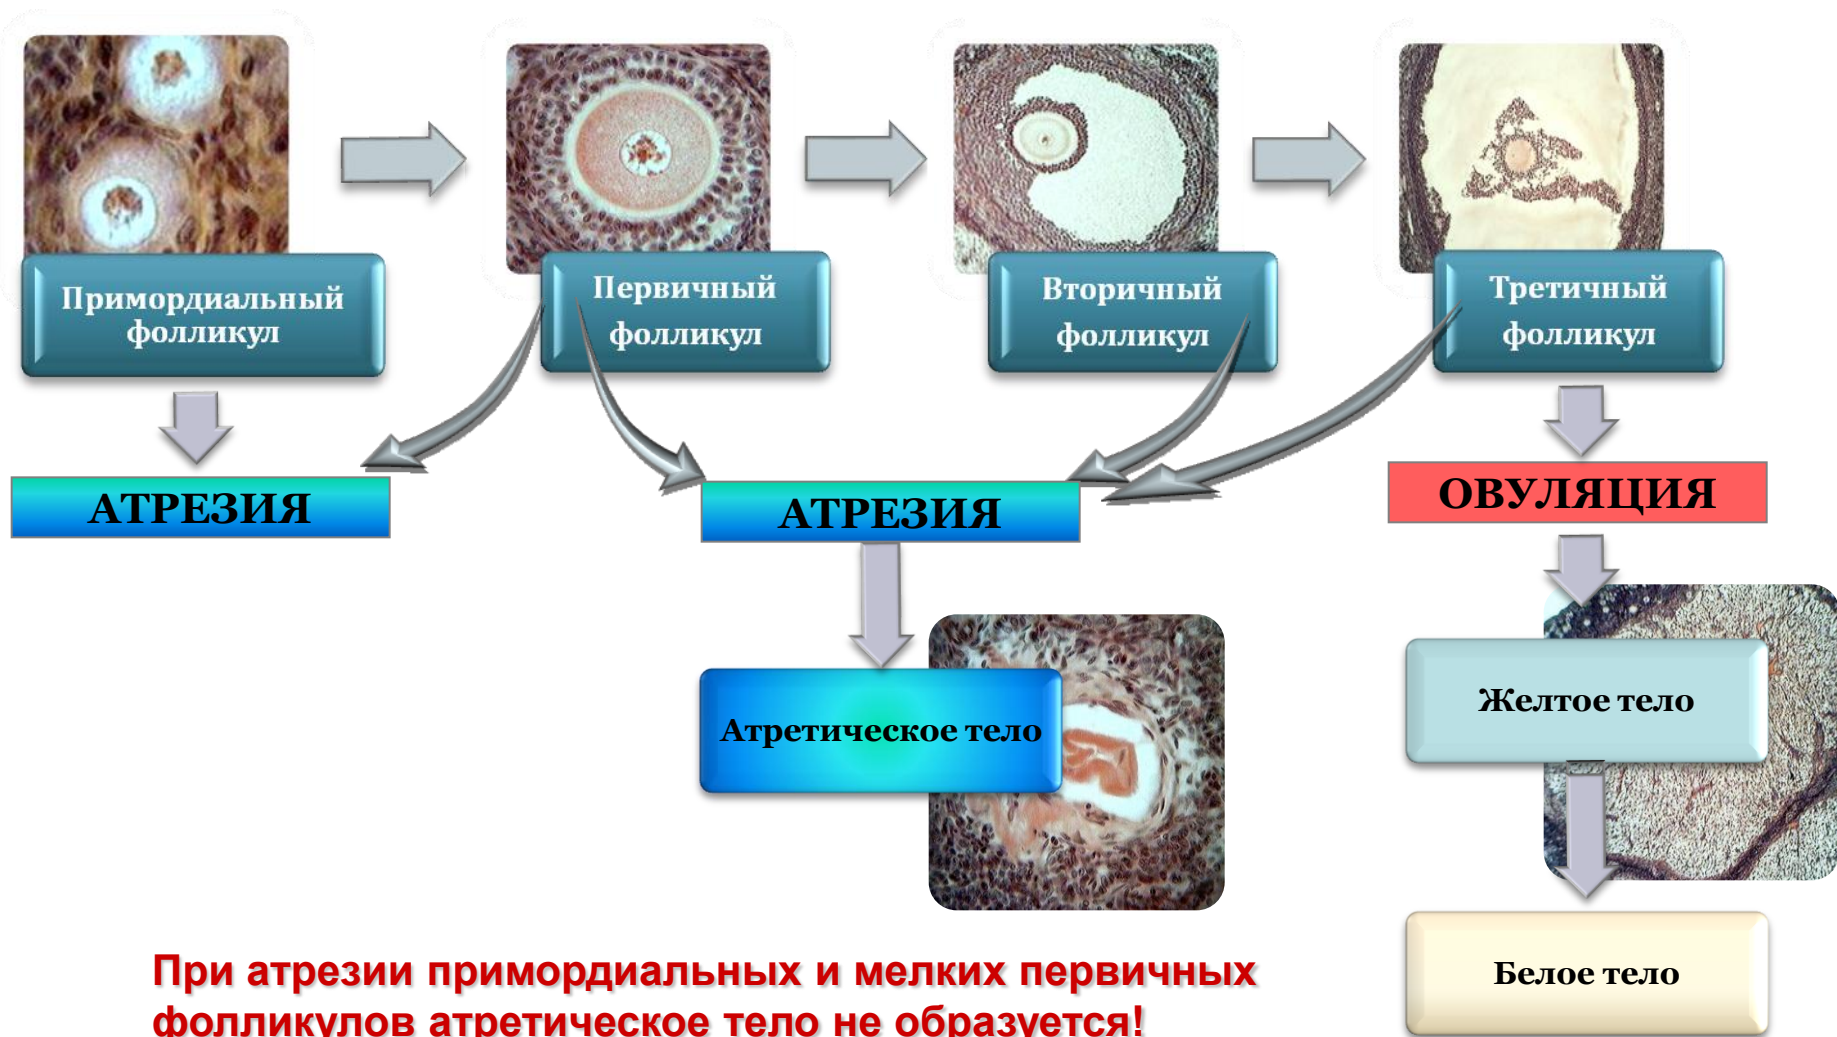 Примордиальный
фолликул
Первичный
фолликул
Вторичный
фолликул
Третичный
фолликул
АТРЕЗИЯ
АТРЕЗИЯ
ОВУЛЯЦИЯ
Атретическое тело
Желтое тело
Белое тело
При атрезии примордиальных и мелких первичных
фолликулов атретическое тело не образуется!